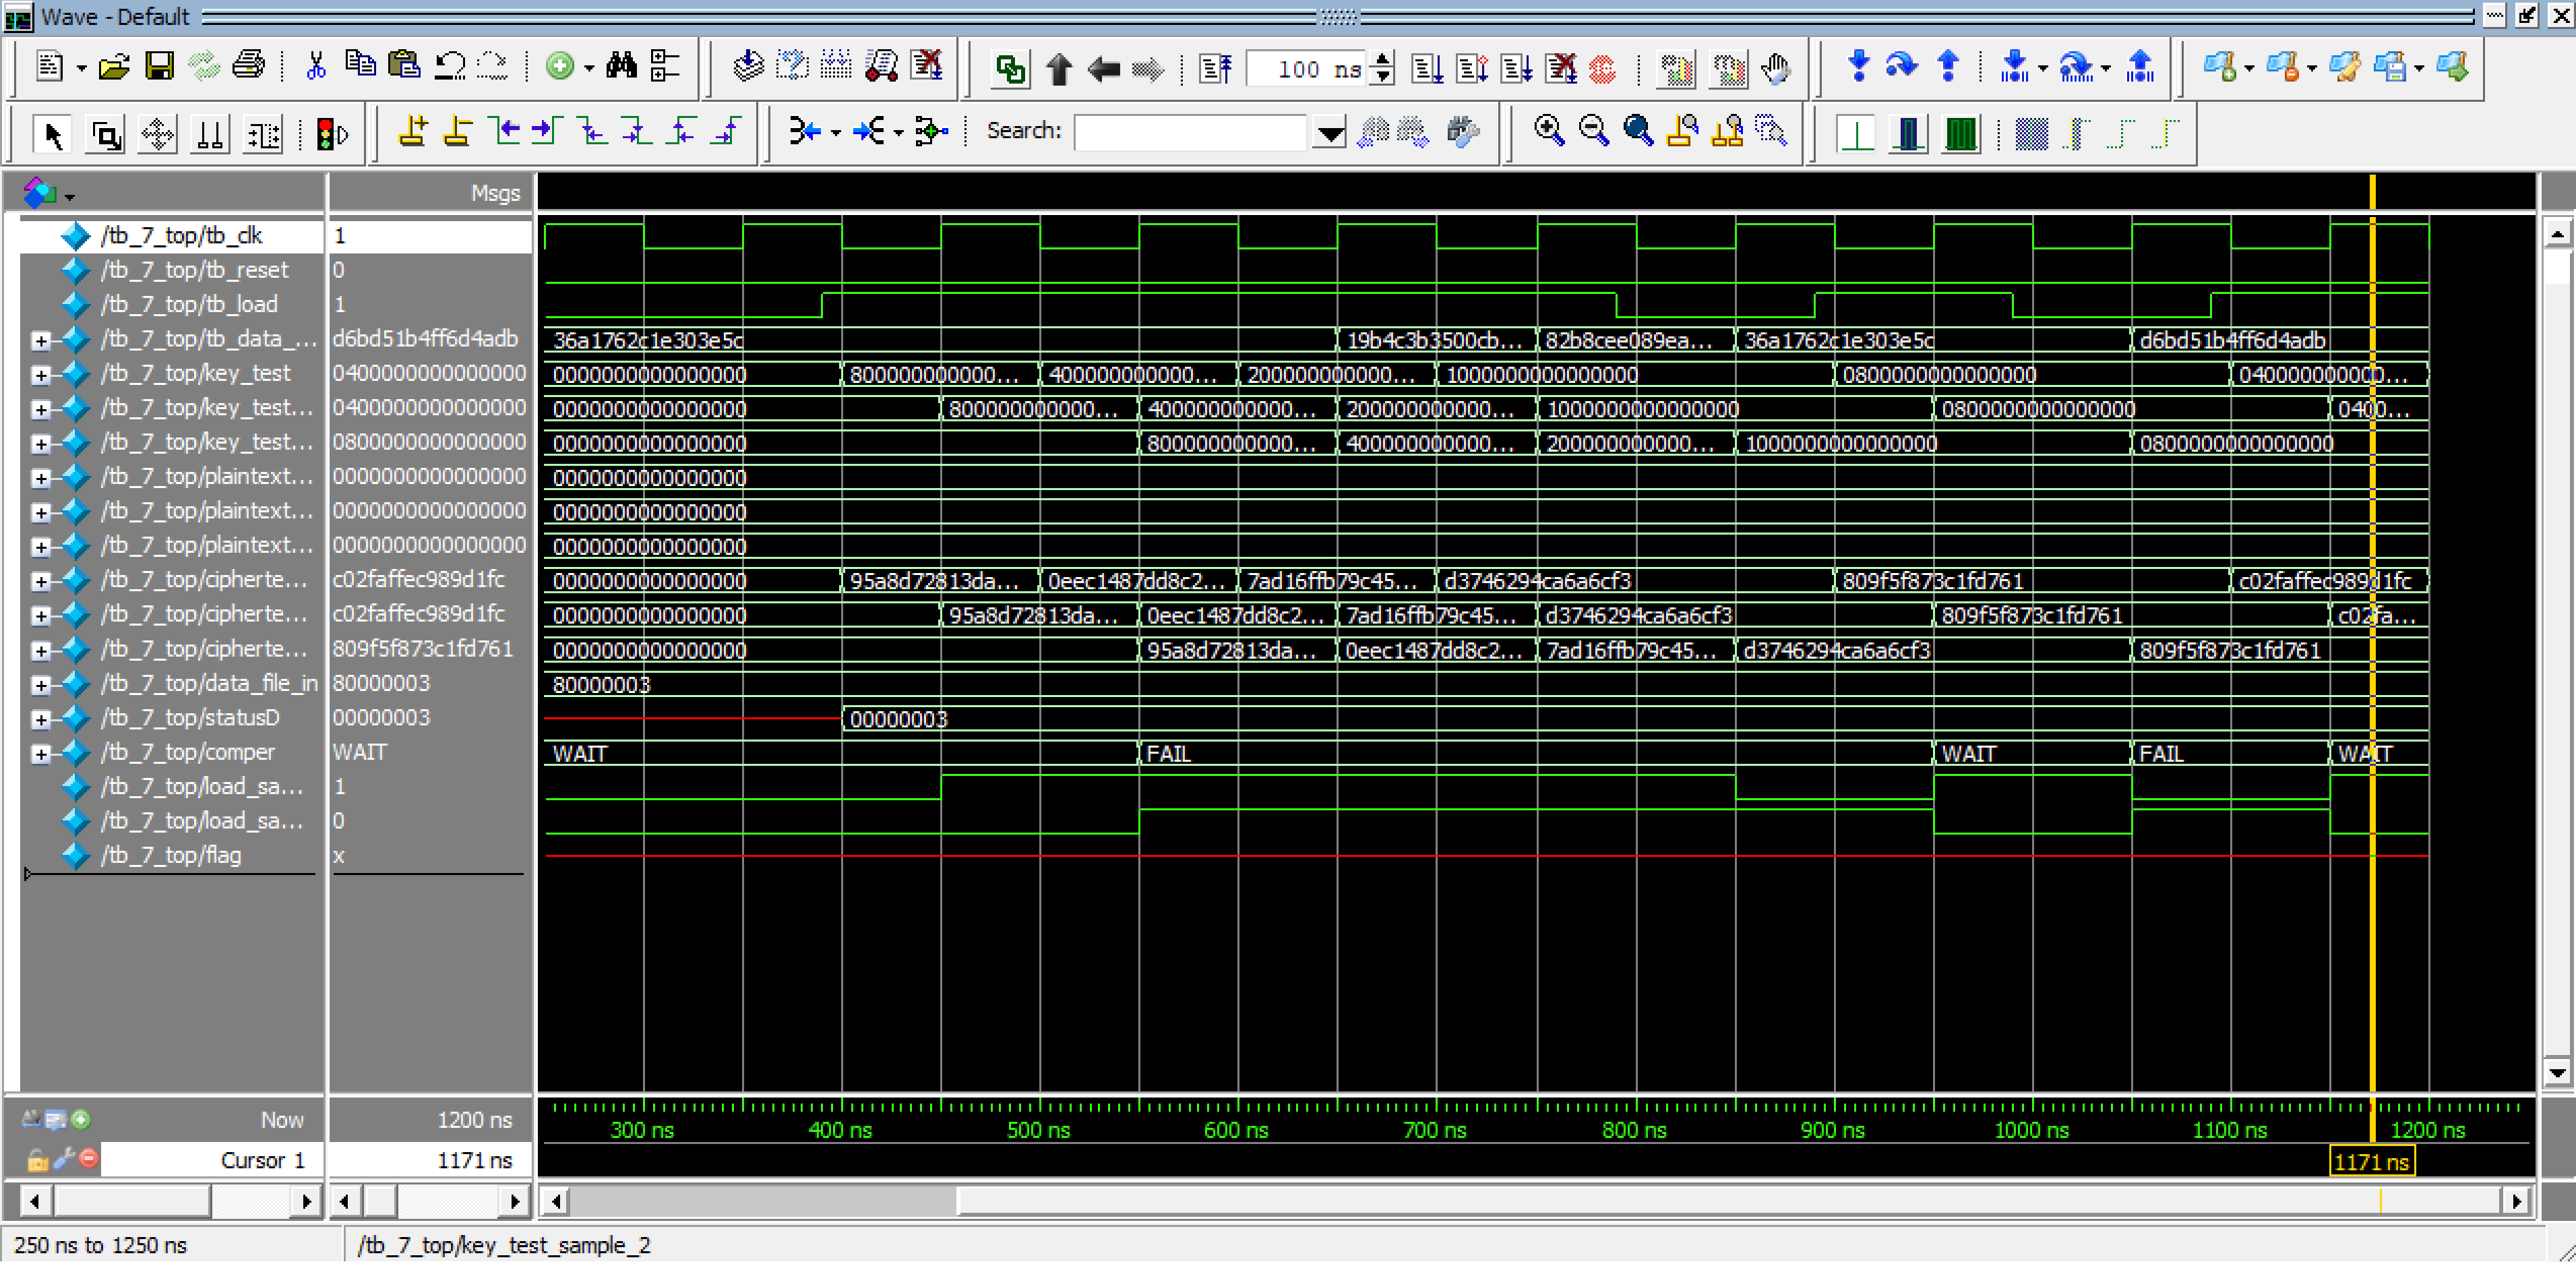 Wave - Default
100 ns
Search:
Msgs
/tb_7_top/tb_clk 1
/tb_7_top/tb_reset 0
/tb_7_top/tb_load 1
/tb_7_top/tb_data_... d6bd51b4ff6d4adb 36a1762c1e303e5c 19b4c3b3500cb... 82b8cee089ea... 36a1762c1e303e5c d6bd51b4ff6d4adb
/tb_7_top/key_test 0400000000000000 0000000000000000 800000000000... 400000000000... 200000000000... 1000000000000000 0800000000000000 040000000000...
/tb_7_top/key_test... 0400000000000000 0000000000000000 800000000000... 400000000000... 200000000000... 1000000000000000 0800000000000000 0400...
/tb_7_top/key_test... 0800000000000000 0000000000000000 800000000000... 400000000000... 200000000000... 1000000000000000 0800000000000000
/tb_7_top/plaintext... 0000000000000000 0000000000000000
/tb_7_top/plaintext... 0000000000000000 0000000000000000
/tb_7_top/plaintext... 0000000000000000 0000000000000000
/tb_7_top/cipherte... c02faffec989d1fc 0000000000000000 95a8d72813da... 0eec1487dd8c2... 7ad16ffb79c45... d3746294ca6a6cf3 809f5f873c1fd761 c02faffec989d1fc
/tb_7_top/cipherte... c02faffec989d1fc 0000000000000000 95a8d72813da... 0eec1487dd8c2... 7ad16ffb79c45... d3746294ca6a6cf3 809f5f873c1fd761 c02fa...
/tb_7_top/cipherte... 809f5f873c1fd761 0000000000000000 95a8d72813da... 0eec1487dd8c2... 7ad16ffb79c45... d3746294ca6a6cf3 809f5f873c1fd761
/tb_7_top/data_file_in 80000003 80000003
/tb_7_top/statusD 00000003 00000003
/tb_7_top/comper WAIT WAIT FAIL WAIT FAIL WAIT
/tb_7_top/load_sa... 1
/tb_7_top/load_sa... 0
/tb_7_top/flag x
Now 1200 ns 300 ns 400 ns 500 ns 600 ns 700 ns 800 ns 900 ns 1000 ns 1100 ns 1200 ns
Cursor 1 1171 ns 1171 ns
250 ns to 1250 ns /tb_7_top/key_test_sample_2